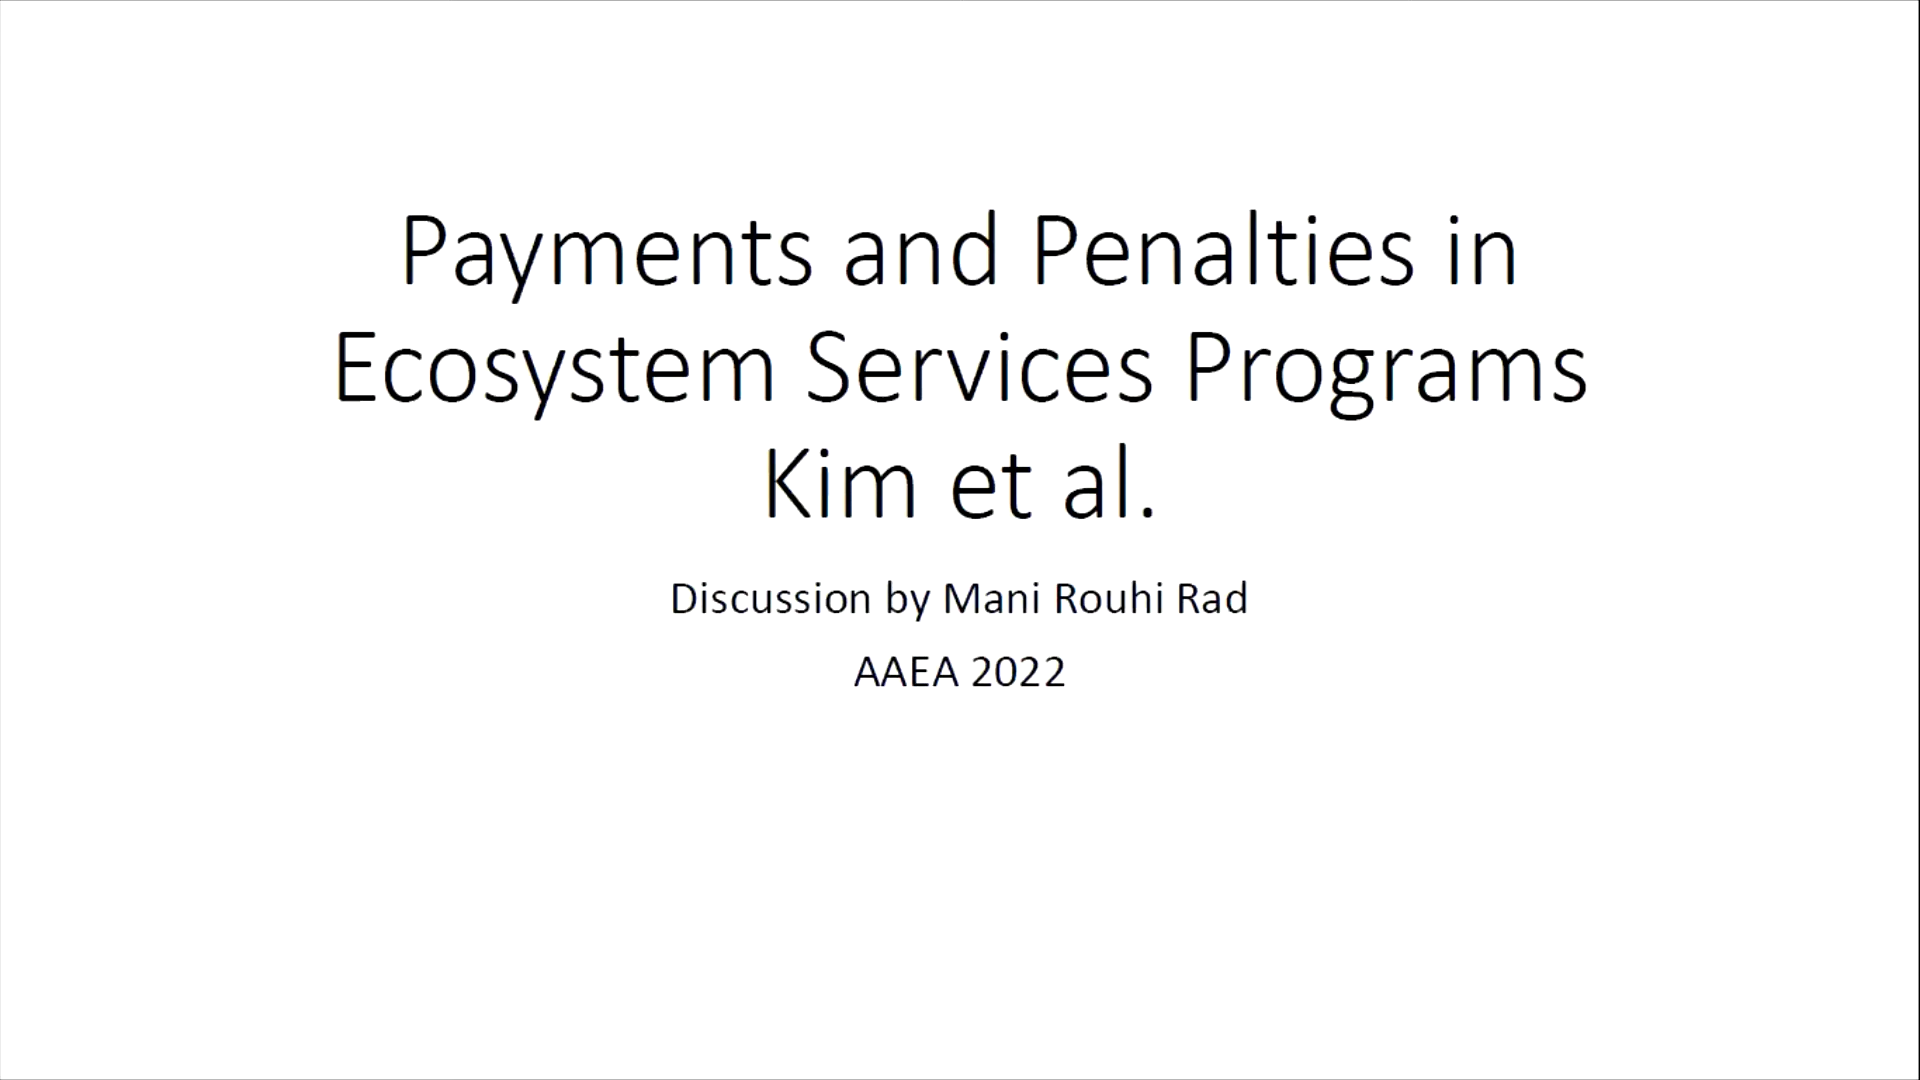 Payments and Penalties in
Ecosystem Services Programs
Kim et al.
Discussion by Mani Rouhi Rad
AAEA 2022